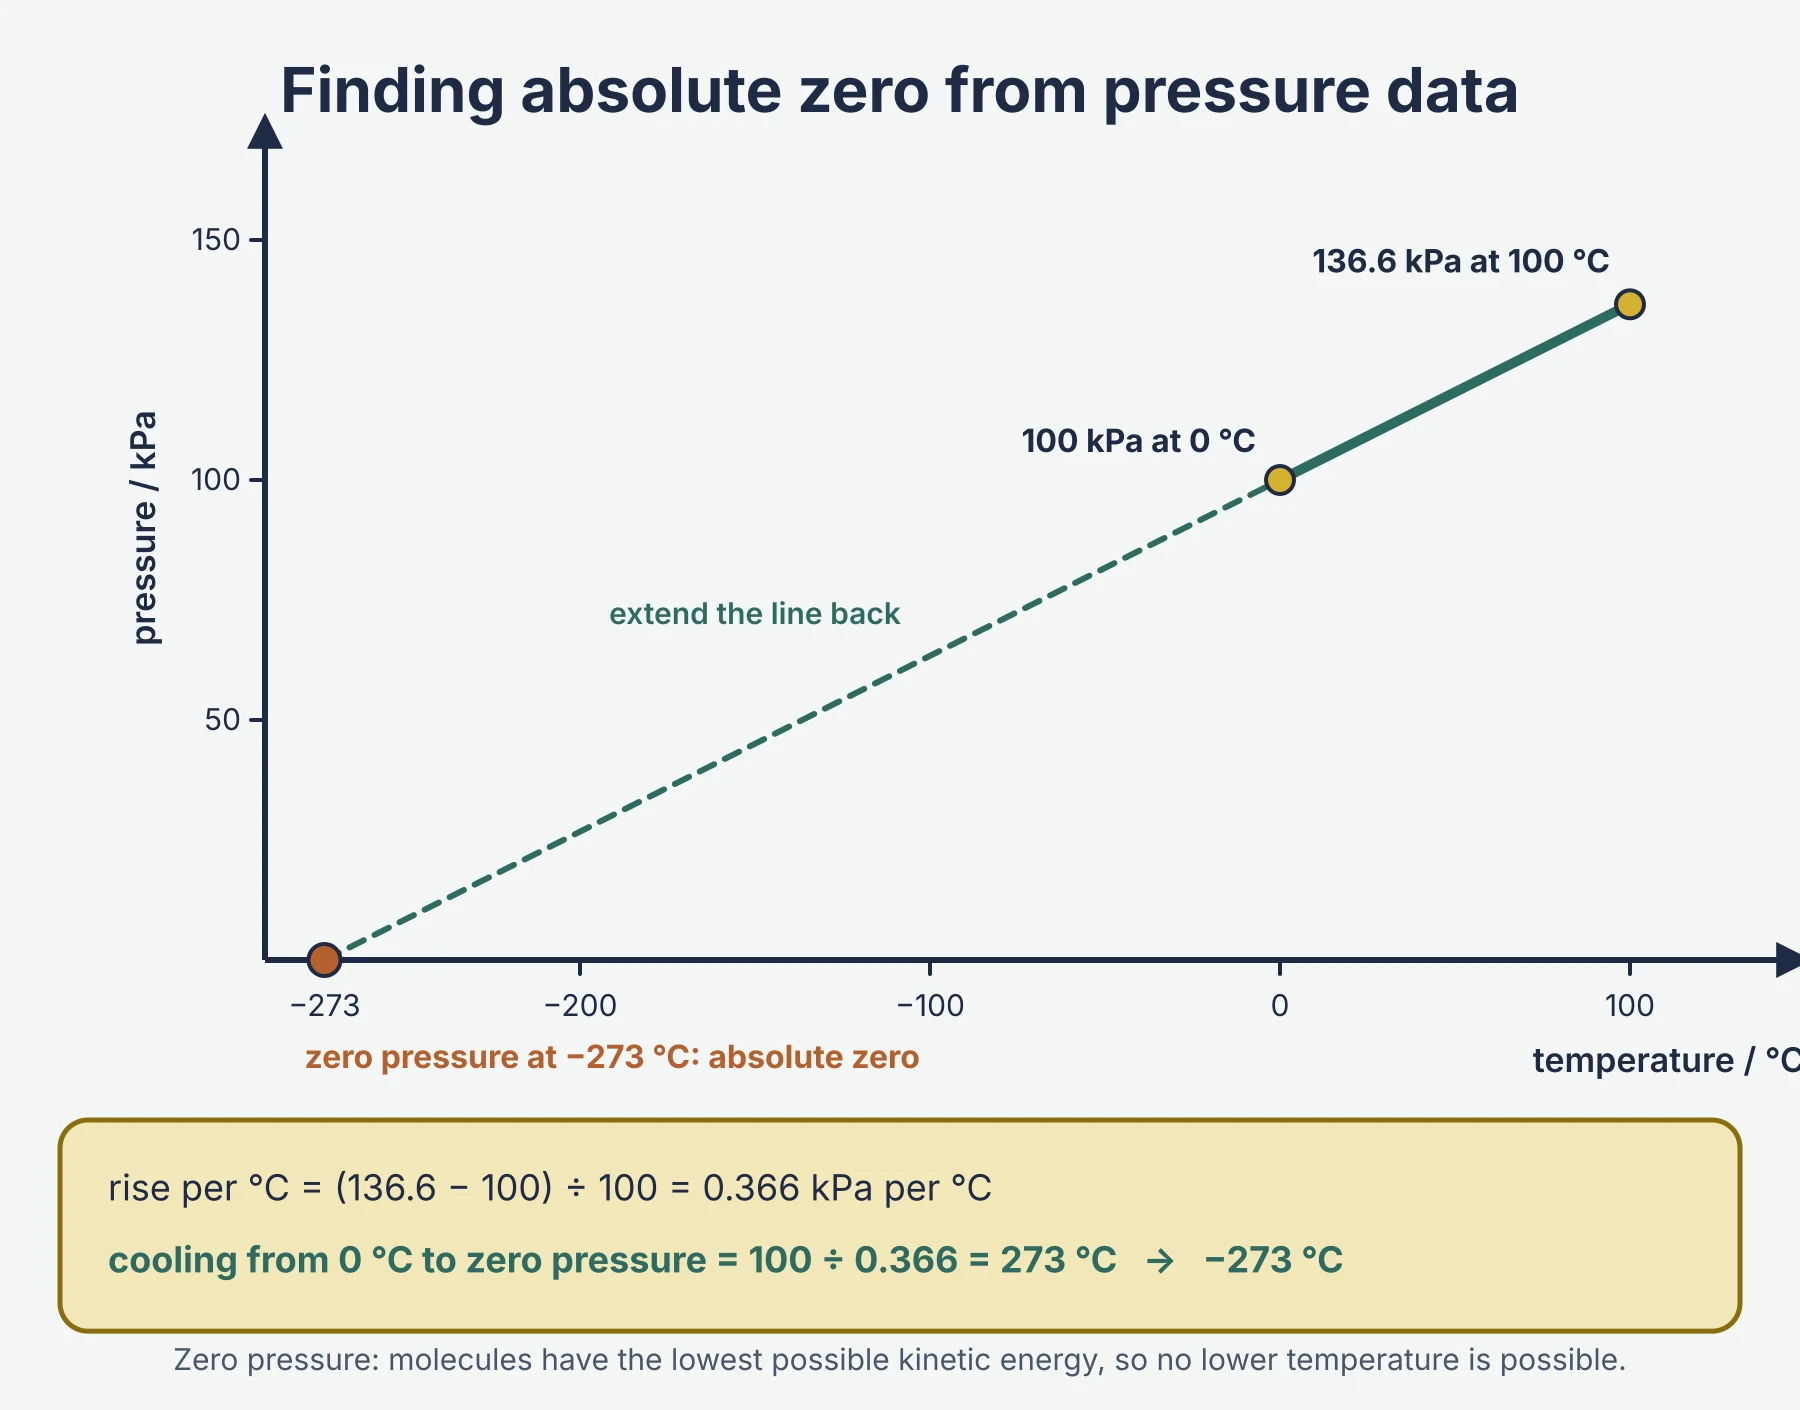 Finding absolute zero from pressure data
150
136.6 kPa at 100 °C
100 kPa at 0 °C
100
pressure / kPa
extend the line back
50
−273
−200
−100
0
100
zero pressure at −273 °C: absolute zero
temperature / °C
rise per °C = (136.6 − 100) ÷ 100 = 0.366 kPa per °C
cooling from 0 °C to zero pressure = 100 ÷ 0.366 = 273 °C → −273 °C
Zero pressure: molecules have the lowest possible kinetic energy, so no lower temperature is possible.